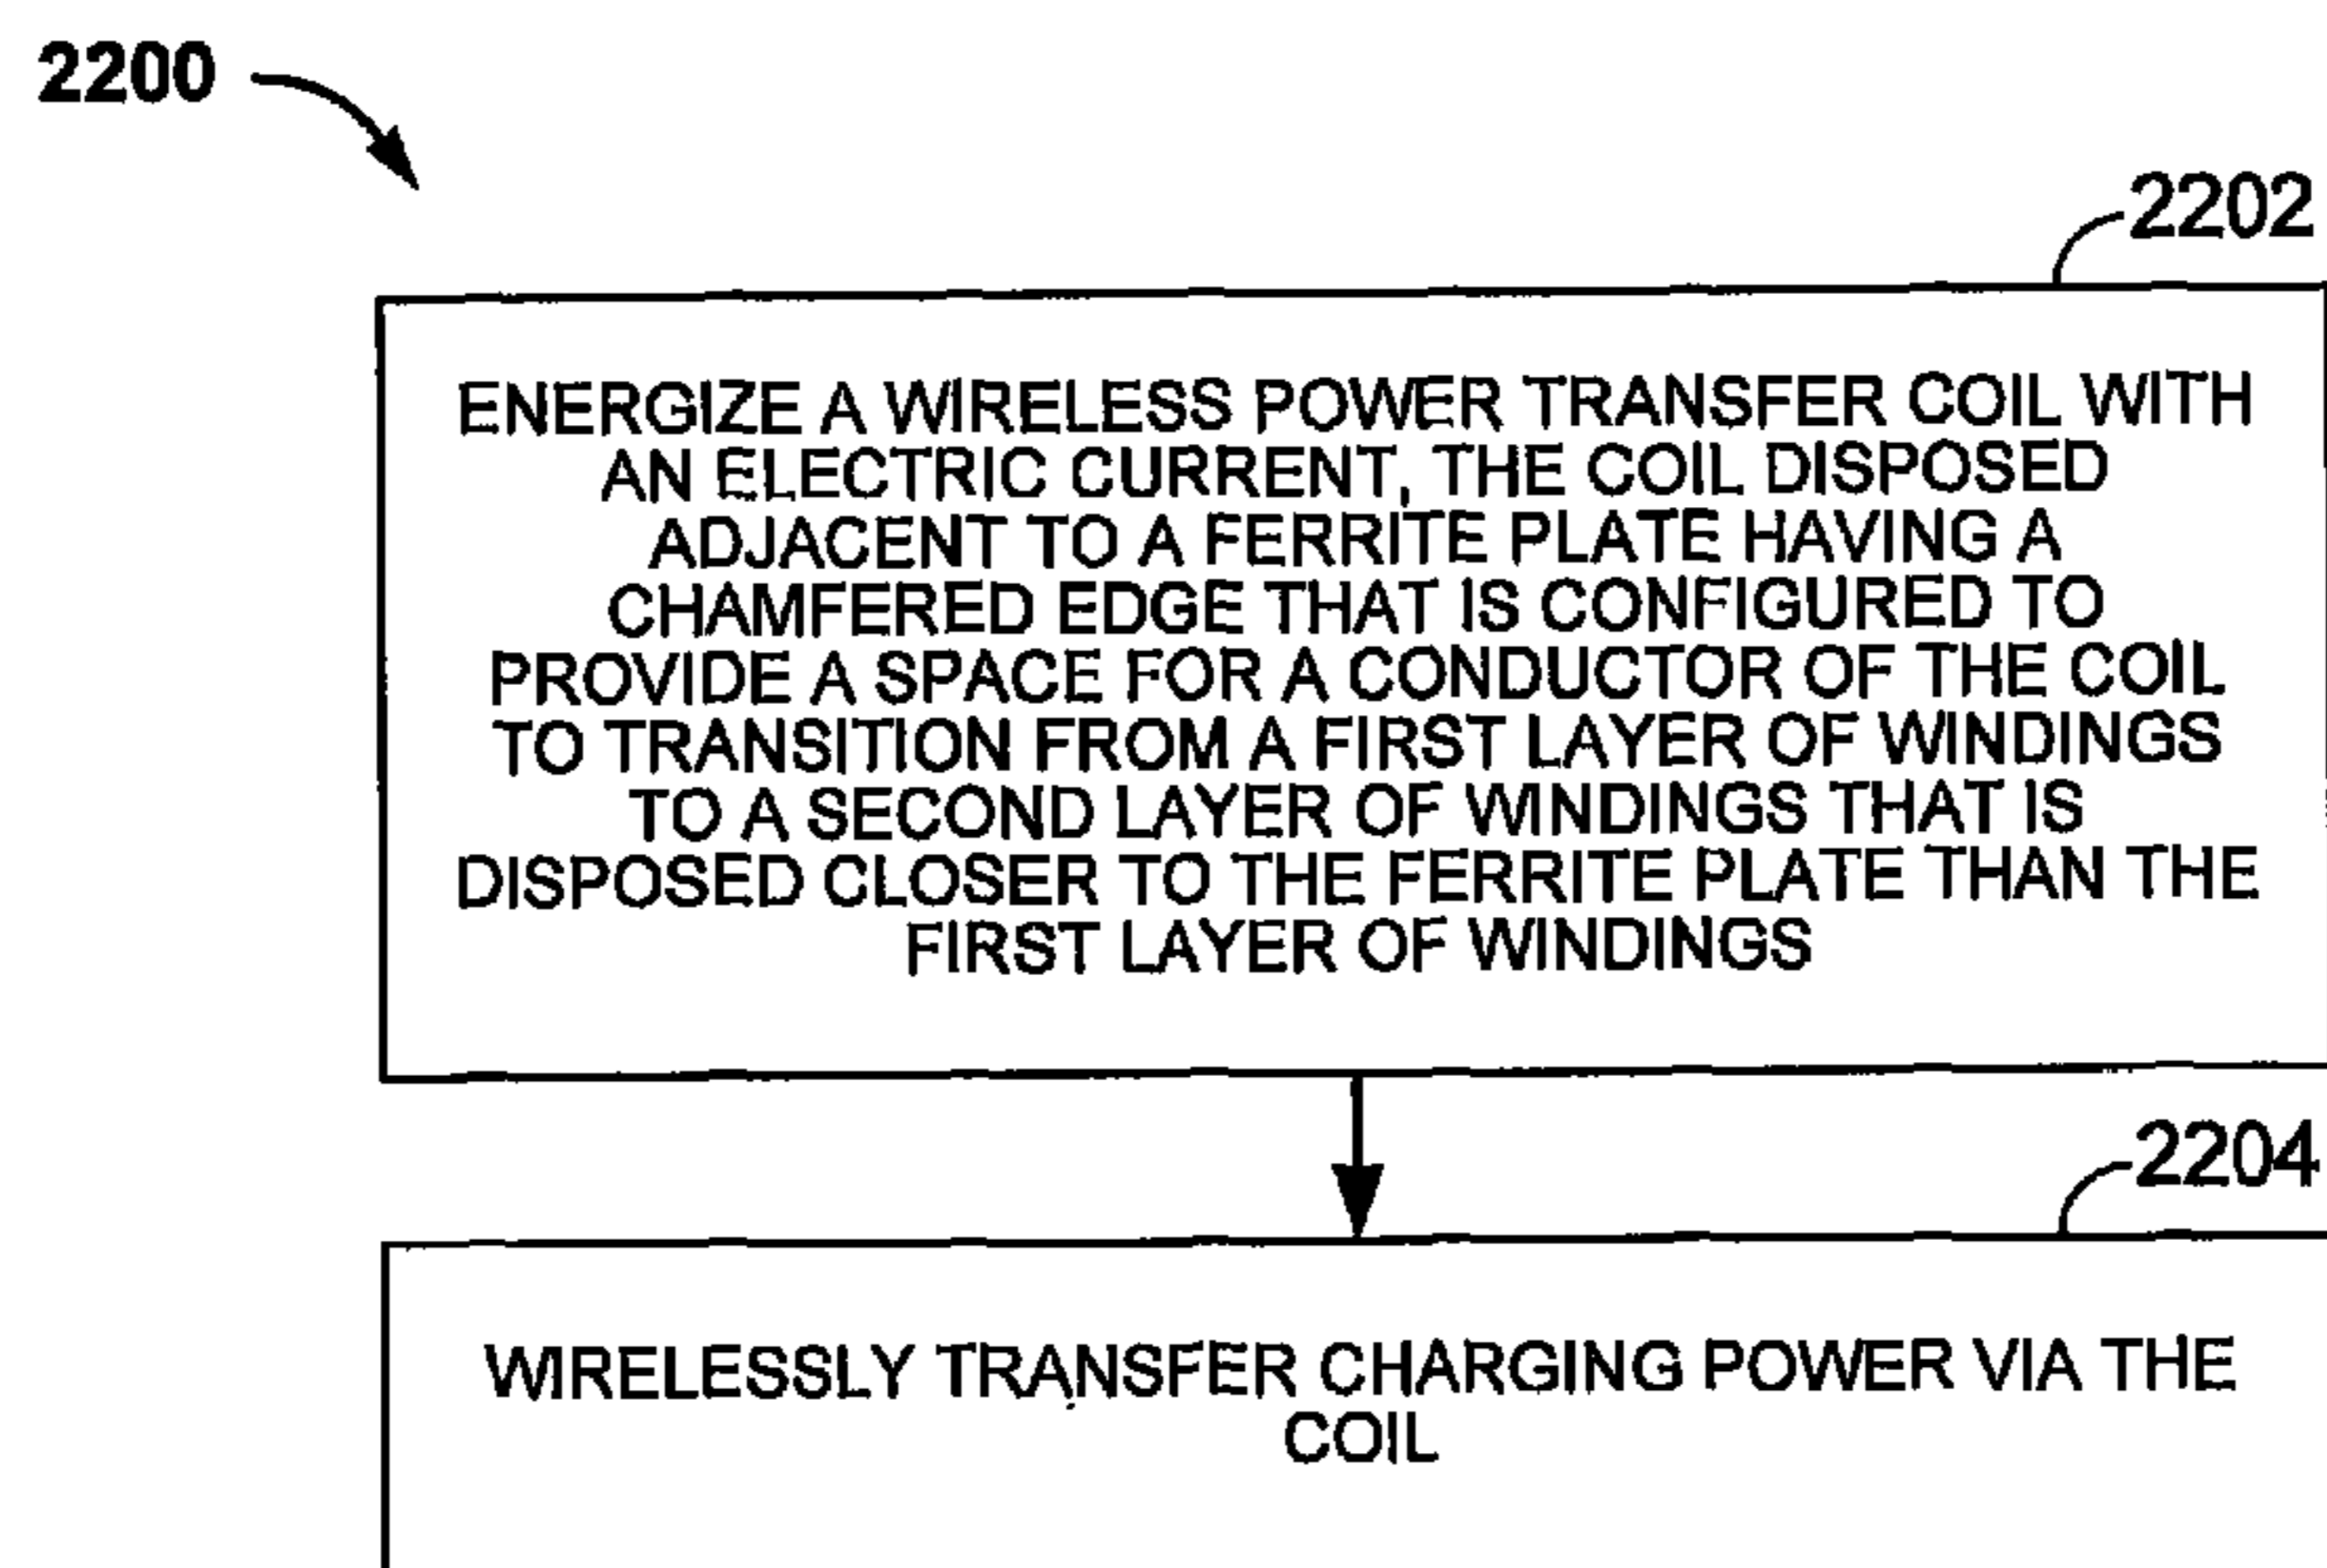 2200
2202
ENERGIZE A WIRELESS POWER TRANSFER COIL WITH
AN ELECTRIC CURRENT, THE COIL DISPOSED
ADJACENT TO A FERRITE PLATE HAVING A
CHAMFERED EDGE THAT IS CONFIGURED TO
PROVIDE A SPACE FOR A CONDUCTOR OF THE COIL
TO TRANSITION FROM A FIRST LAYER OF WINDINGS
TO A SECOND LAYER OF WINDINGS THAT IS
DISPOSED CLOSER TO THE FERRITE PLATE THAN THE
FIRST LAYER OF WINDINGS
2204
WIRELESSLY TRANSFER CHARGING POWER VIA THE
COIL